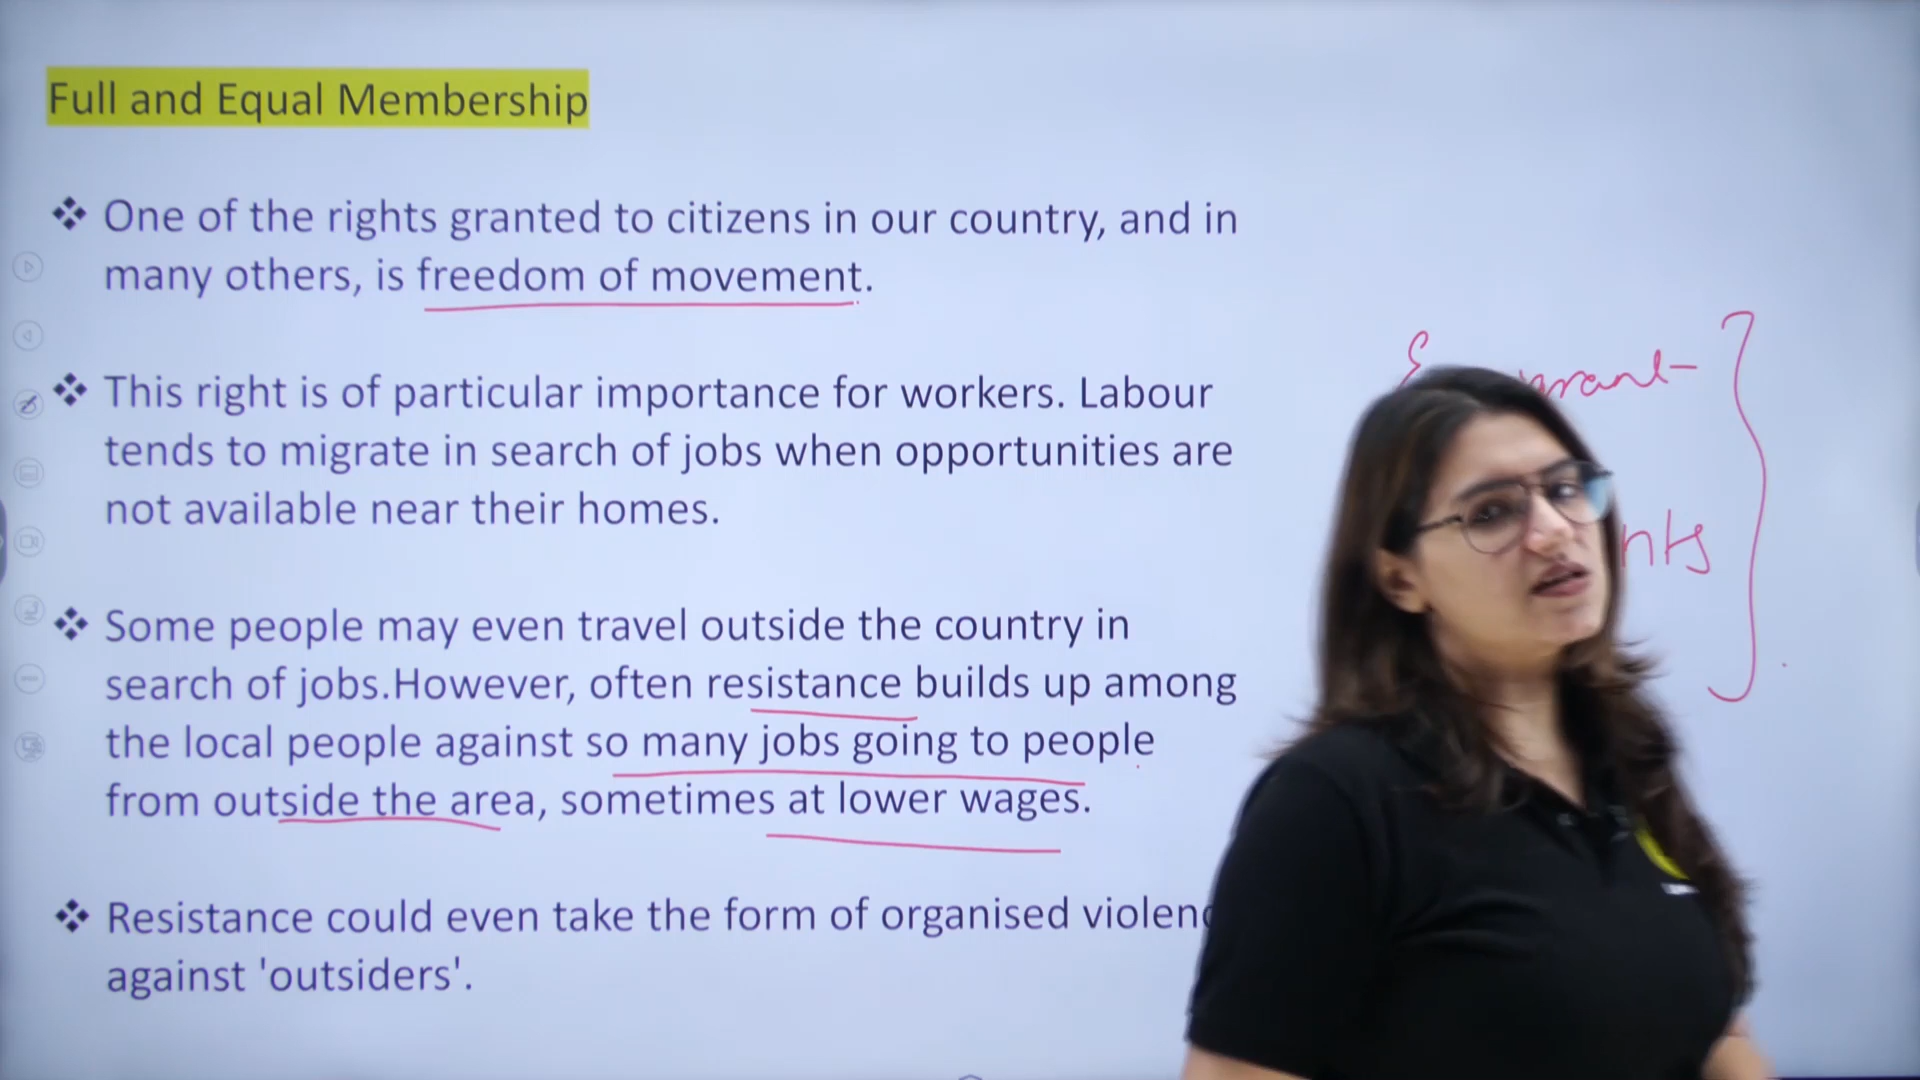 Full and Equal Membership
❖ One of the rights granted to citizens in our country, and in
many others, is freedom of movement.
❖ This right is of particular importance for workers. Labour
tends to migrate in search of jobs when opportunities are
not available near their homes.
❖ Some people may even travel outside the country in
search of jobs.However, often resistance builds up among
the local people against so many jobs going to people
from outside the area, sometimes at lower wages.
❖ Resistance could even take the form of organised violenc
against 'outsiders'.